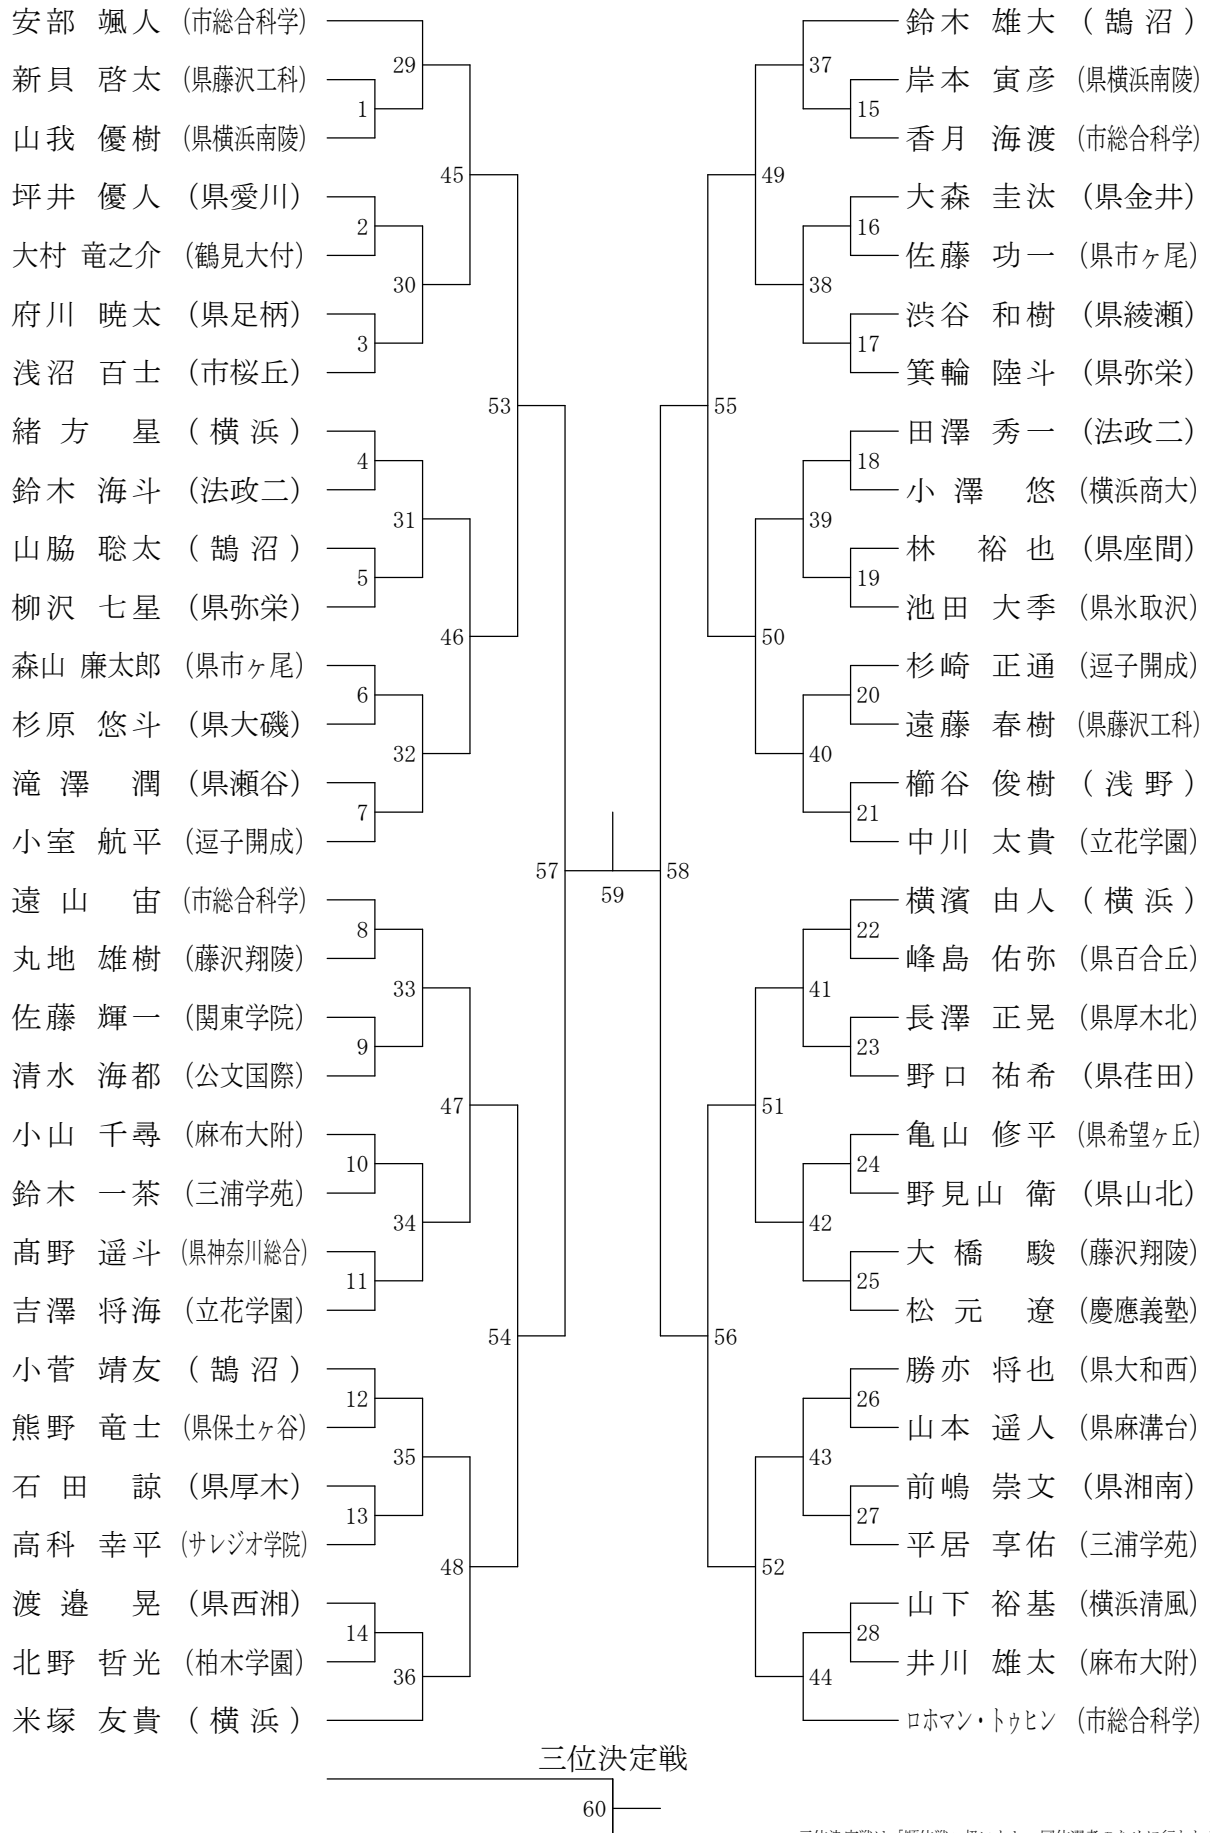 安部 颯人 (市総合科学)
新貝 啓太 (県藤沢工科)
山我 優樹 (県横浜南陵)
坪井 優人 (県愛川)
大村 竜之介 (鶴見大付)
府川 暁太 (県足柄)
浅沼 百士 (市桜丘)
緒方 星 (横浜)
鈴木 海斗 (法政二)
山脇 聡太 (鵠沼)
柳沢 七星 (県弥栄)
森山 廉太郎 (県市ヶ尾)
杉原 悠斗 (県大磯)
滝澤 潤 (県瀬谷)
小室 航平 (逗子開成)
遠山 宙 (市総合科学)
丸地 雄樹 (藤沢翔陵)
佐藤 輝一 (関東学院)
清水 海都 (公文国際)
小山 千尋 (麻布大附)
鈴木 一茶 (三浦学苑)
髙野 遥斗 (県神奈川総合)
吉澤 将海 (立花学園)
小菅 靖友 (鵠沼)
熊野 竜士 (県保土ヶ谷)
石田 諒 (県厚木)
高科 幸平 (サレジオ学院)
渡邉 晃 (県西湘)
北野 哲光 (柏木学園)
米塚 友貴 (横浜)
1
2
3
4
5
6
7
8
9
10
11
12
13
14
29
30
31
32
33
34
35
36
45
46
47
48
53
54
57
59
58
55
56
49
50
51
52
37
38
39
40
41
42
43
44
15
16
17
18
19
20
21
22
23
24
25
26
27
28
鈴木 雄大 (鵠沼)
岸本 寅彦 (県横浜南陵)
香月 海渡 (市総合科学)
大森 圭汰 (県金井)
佐藤 功一 (県市ヶ尾)
渋谷 和樹 (県綾瀬)
箕輪 陸斗 (県弥栄)
田澤 秀一 (法政二)
小澤 悠 (横浜商大)
林 裕也 (県座間)
池田 大季 (県氷取沢)
杉崎 正通 (逗子開成)
遠藤 春樹 (県藤沢工科)
櫛谷 俊樹 (浅野)
中川 太貴 (立花学園)
横濱 由人 (横浜)
峰島 佑弥 (県百合丘)
長澤 正晃 (県厚木北)
野口 祐希 (県荏田)
亀山 修平 (県希望ヶ丘)
野見山 衛 (県山北)
大橋 駿 (藤沢翔陵)
松元 遼 (慶應義塾)
勝亦 将也 (県大和西)
山本 遥人 (県麻溝台)
前嶋 崇文 (県湘南)
平居 享佑 (三浦学苑)
山下 裕基 (横浜清風)
井川 雄太 (麻布大附)
ロホマン・トゥヒン (市総合科学)
三位決定戦
60